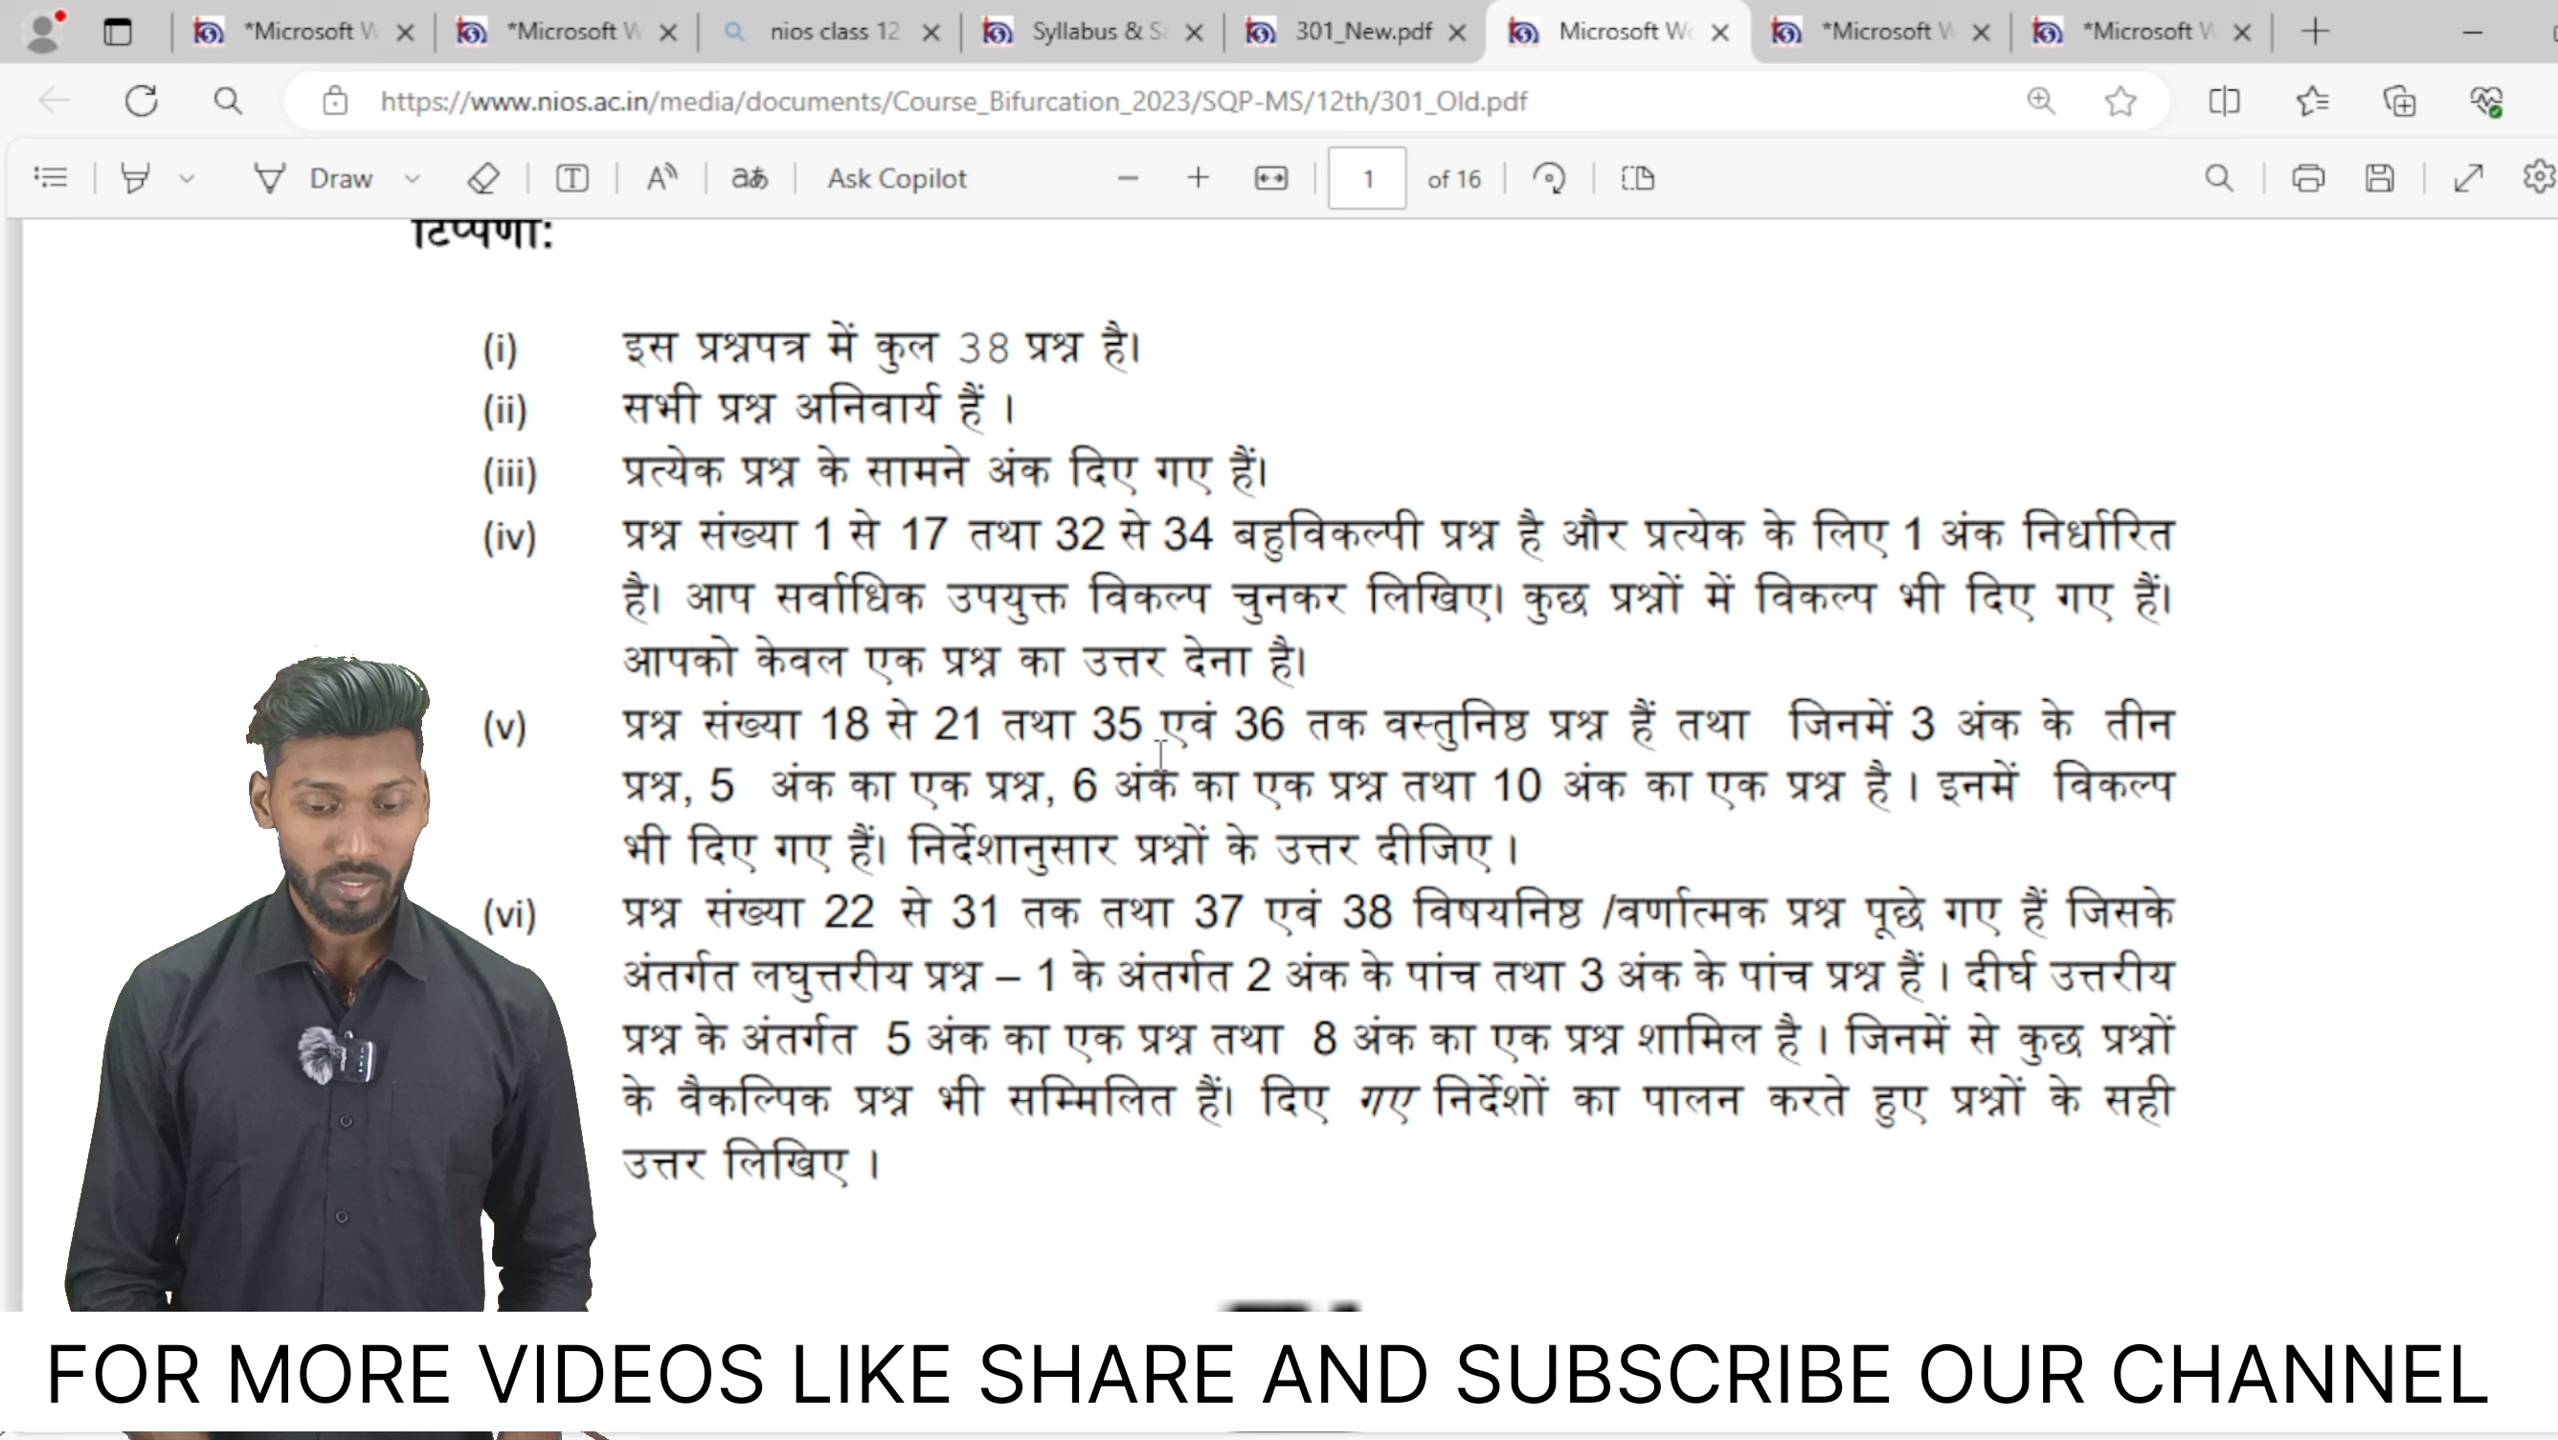 *Microsoft W
*Microsoft W
nios class 12
Syllabus & Sa
301_New.pdf
Microsoft Wo
*Microsoft W
*Microsoft W
https://www.nios.ac.in/media/documents/Course_Bifurcation_2023/SQP-MS/12th/301_Old.pdf
Draw
Ask Copilot
1 of 16
टिप्पणी:
(i) इस प्रश्नपत्र में कुल 38 प्रश्न है।
(ii) सभी प्रश्न अनिवार्य हैं ।
(iii) प्रत्येक प्रश्न के सामने अंक दिए गए हैं।
(iv) प्रश्न संख्या 1 से 17 तथा 32 से 34 बहुविकल्पी प्रश्न है और प्रत्येक के लिए 1 अंक निर्धारित
है। आप सर्वाधिक उपयुक्त विकल्प चुनकर लिखिए। कुछ प्रश्नों में विकल्प भी दिए गए हैं।
आपको केवल एक प्रश्न का उत्तर देना है।
(v) प्रश्न संख्या 18 से 21 तथा 35 एवं 36 तक वस्तुनिष्ठ प्रश्न हैं तथा जिनमें 3 अंक के तीन
प्रश्न, 5 अंक का एक प्रश्न, 6 अंक का एक प्रश्न तथा 10 अंक का एक प्रश्न है । इनमें विकल्प
भी दिए गए हैं। निर्देशानुसार प्रश्नों के उत्तर दीजिए ।
(vi) प्रश्न संख्या 22 से 31 तक तथा 37 एवं 38 विषयनिष्ठ /वर्णात्मक प्रश्न पूछे गए हैं जिसके
अंतर्गत लघुत्तरीय प्रश्न – 1 के अंतर्गत 2 अंक के पांच तथा 3 अंक के पांच प्रश्न हैं । दीर्घ उत्तरीय
प्रश्न के अंतर्गत 5 अंक का एक प्रश्न तथा 8 अंक का एक प्रश्न शामिल है । जिनमें से कुछ प्रश्नों
के वैकल्पिक प्रश्न भी सम्मिलित हैं। दिए गए निर्देशों का पालन करते हुए प्रश्नों के सही
उत्तर लिखिए ।
FOR MORE VIDEOS LIKE SHARE AND SUBSCRIBE OUR CHANNEL